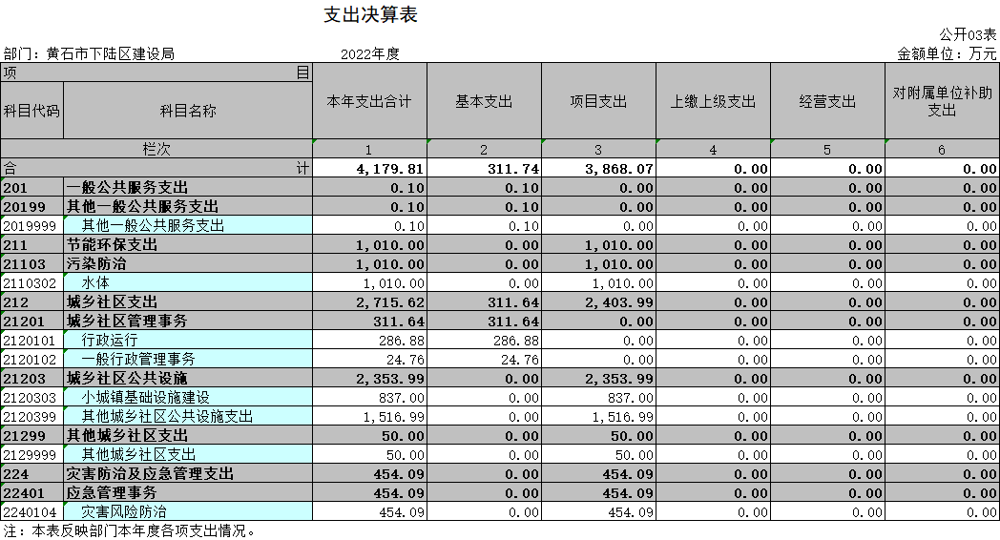 支出决算表
公开03表
部门：黄石市下陆区建设局 2022年度 金额单位：万元
项 目 本年支出合计 基本支出 项目支出 上缴上级支出 经营支出 对附属单位补助支出
科目代码 科目名称
栏次 1 2 3 4 5 6
合 计 4,179.81 311.74 3,868.07 0.00 0.00 0.00
201 一般公共服务支出 0.10 0.10 0.00 0.00 0.00 0.00
20199 其他一般公共服务支出 0.10 0.10 0.00 0.00 0.00 0.00
2019999 其他一般公共服务支出 0.10 0.10 0.00 0.00 0.00 0.00
211 节能环保支出 1,010.00 0.00 1,010.00 0.00 0.00 0.00
21103 污染防治 1,010.00 0.00 1,010.00 0.00 0.00 0.00
2110302 水体 1,010.00 0.00 1,010.00 0.00 0.00 0.00
212 城乡社区支出 2,715.62 311.64 2,403.99 0.00 0.00 0.00
21201 城乡社区管理事务 311.64 311.64 0.00 0.00 0.00 0.00
2120101 行政运行 286.88 286.88 0.00 0.00 0.00 0.00
2120102 一般行政管理事务 24.76 24.76 0.00 0.00 0.00 0.00
21203 城乡社区公共设施 2,353.99 0.00 2,353.99 0.00 0.00 0.00
2120303 小城镇基础设施建设 837.00 0.00 837.00 0.00 0.00 0.00
2120399 其他城乡社区公共设施支出 1,516.99 0.00 1,516.99 0.00 0.00 0.00
21299 其他城乡社区支出 50.00 0.00 50.00 0.00 0.00 0.00
2129999 其他城乡社区支出 50.00 0.00 50.00 0.00 0.00 0.00
224 灾害防治及应急管理支出 454.09 0.00 454.09 0.00 0.00 0.00
22401 应急管理事务 454.09 0.00 454.09 0.00 0.00 0.00
2240104 灾害风险防治 454.09 0.00 454.09 0.00 0.00 0.00
注：本表反映部门本年度各项支出情况。